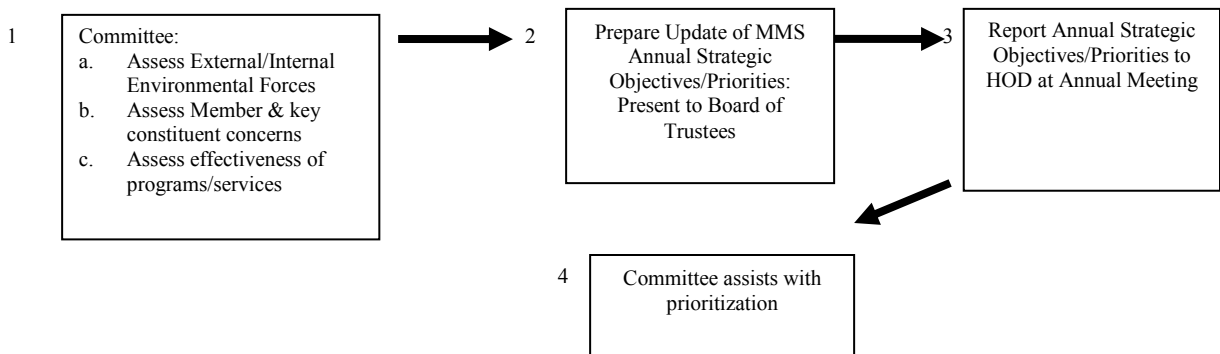 1
Committee:
a. Assess External/Internal
Environmental Forces
b. Assess Member & key
constituent concerns
c. Assess effectiveness of
programs/services
2
Prepare Update of MMS
Annual Strategic
Objectives/Priorities:
Present to Board of
Trustees
3
Report Annual Strategic
Objectives/Priorities to
HOD at Annual Meeting
4
Committee assists with
prioritization